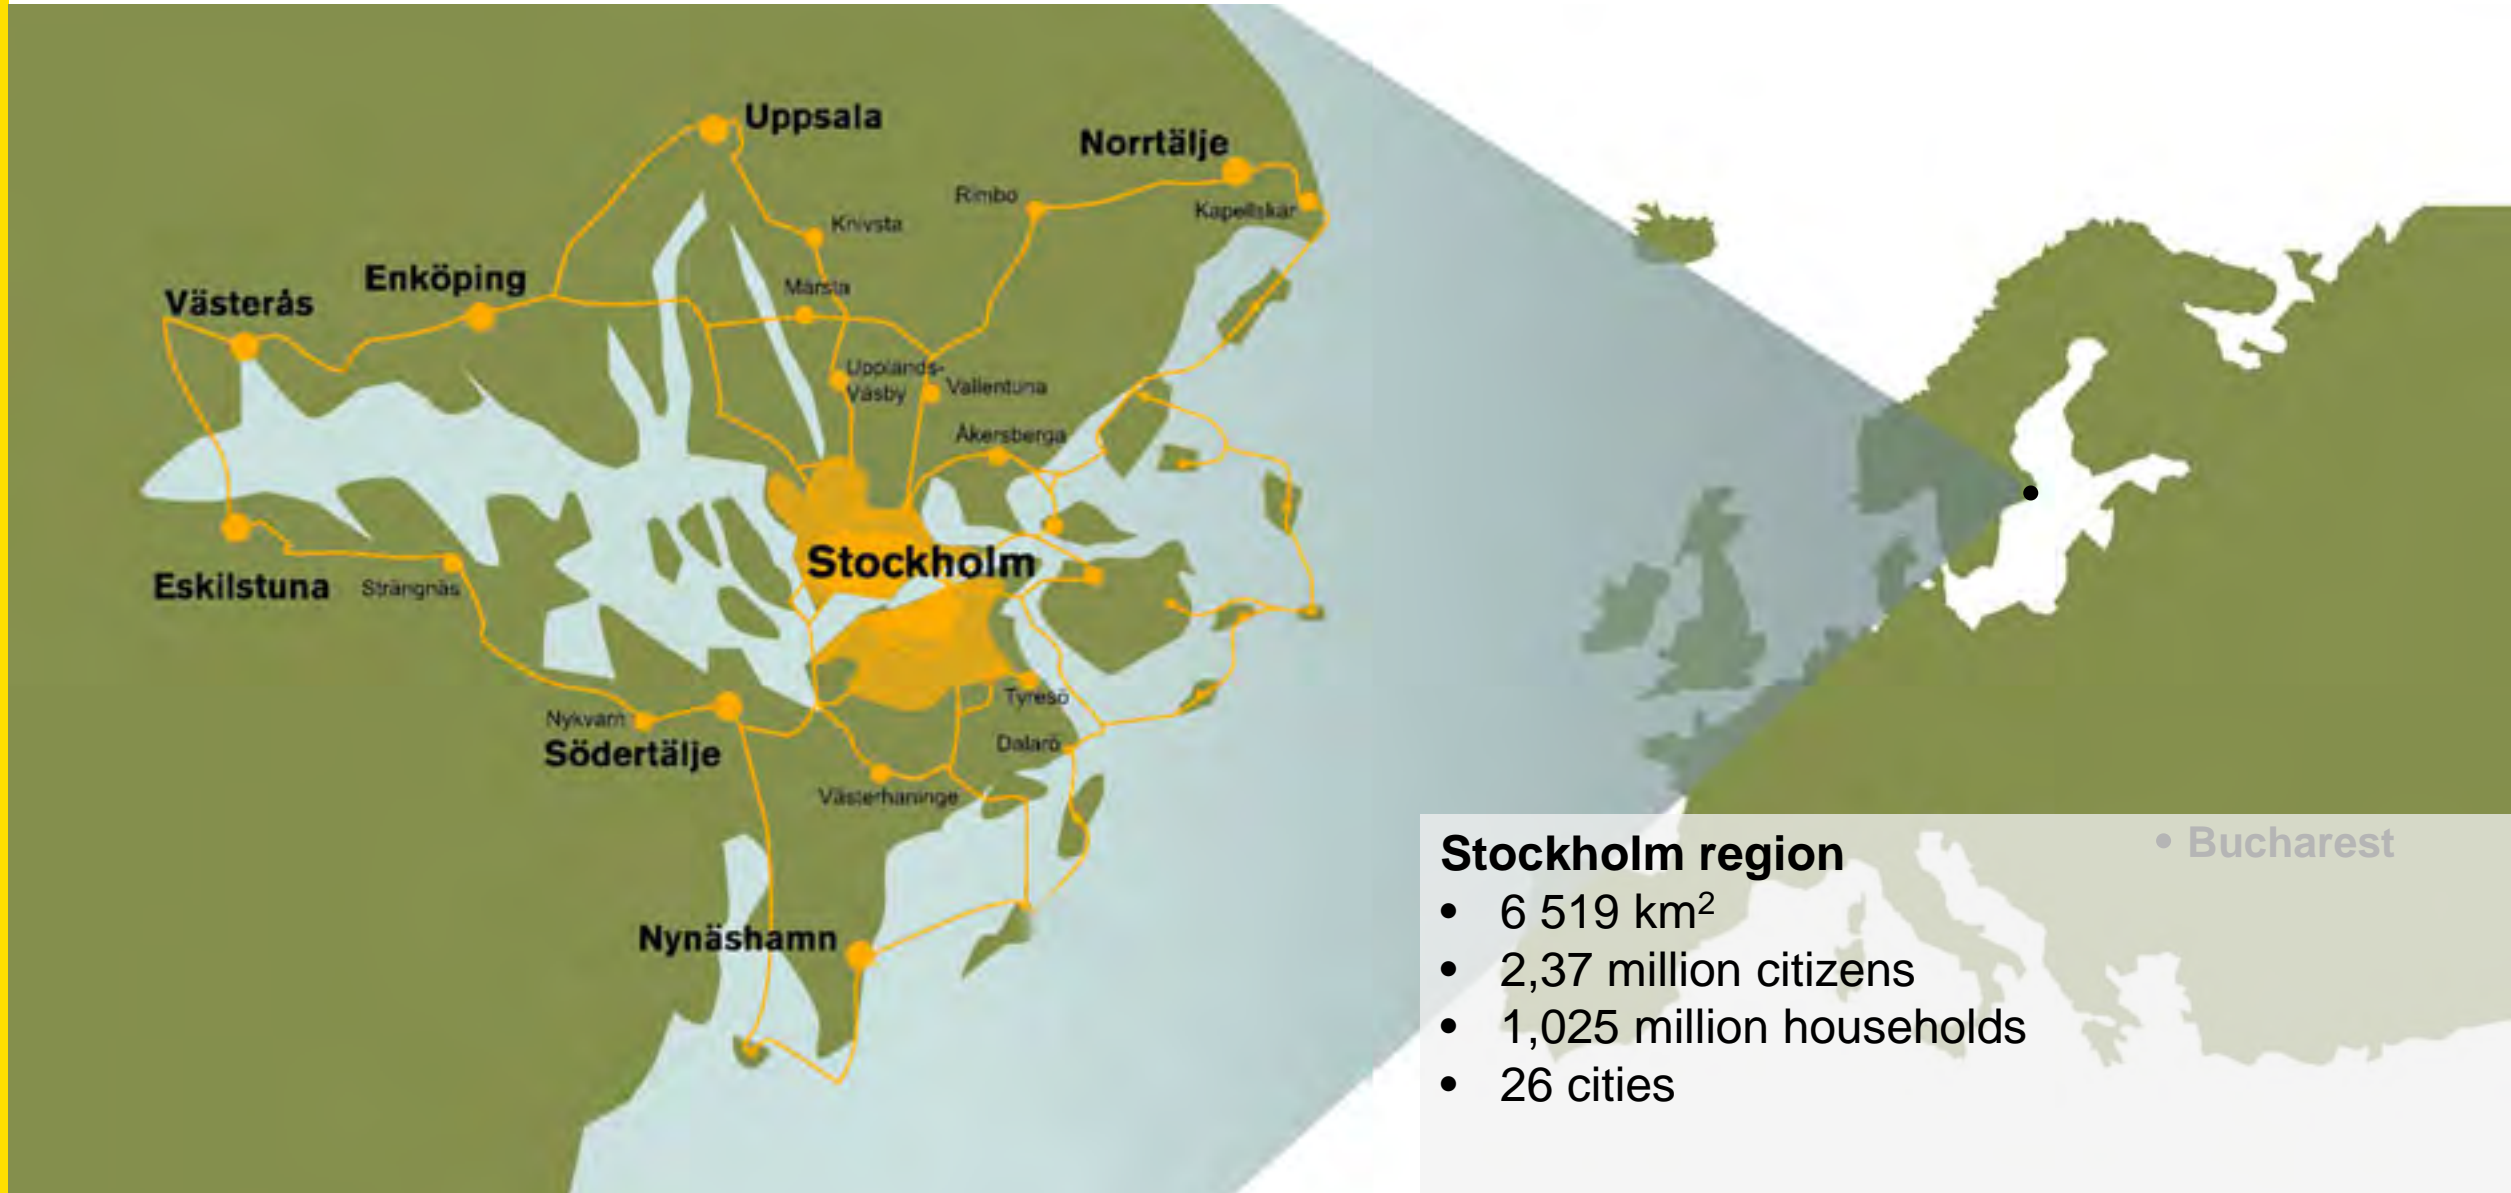 Uppsala
Norrtälje
Rimbo
Kapellskär
Knivsta
Enköping
Västerås
Märsta
Upplands-
Väsby
Vallentuna
Åkersberga
Stockholm
Eskilstuna
Strängnäs
Tyresö
Nykvarn
Södertälje
Dalarö
Västerhaninge
Nynäshamn
• Bucharest
Stockholm region
• 6 519 km²
• 2,37 million citizens
• 1,025 million households
• 26 cities